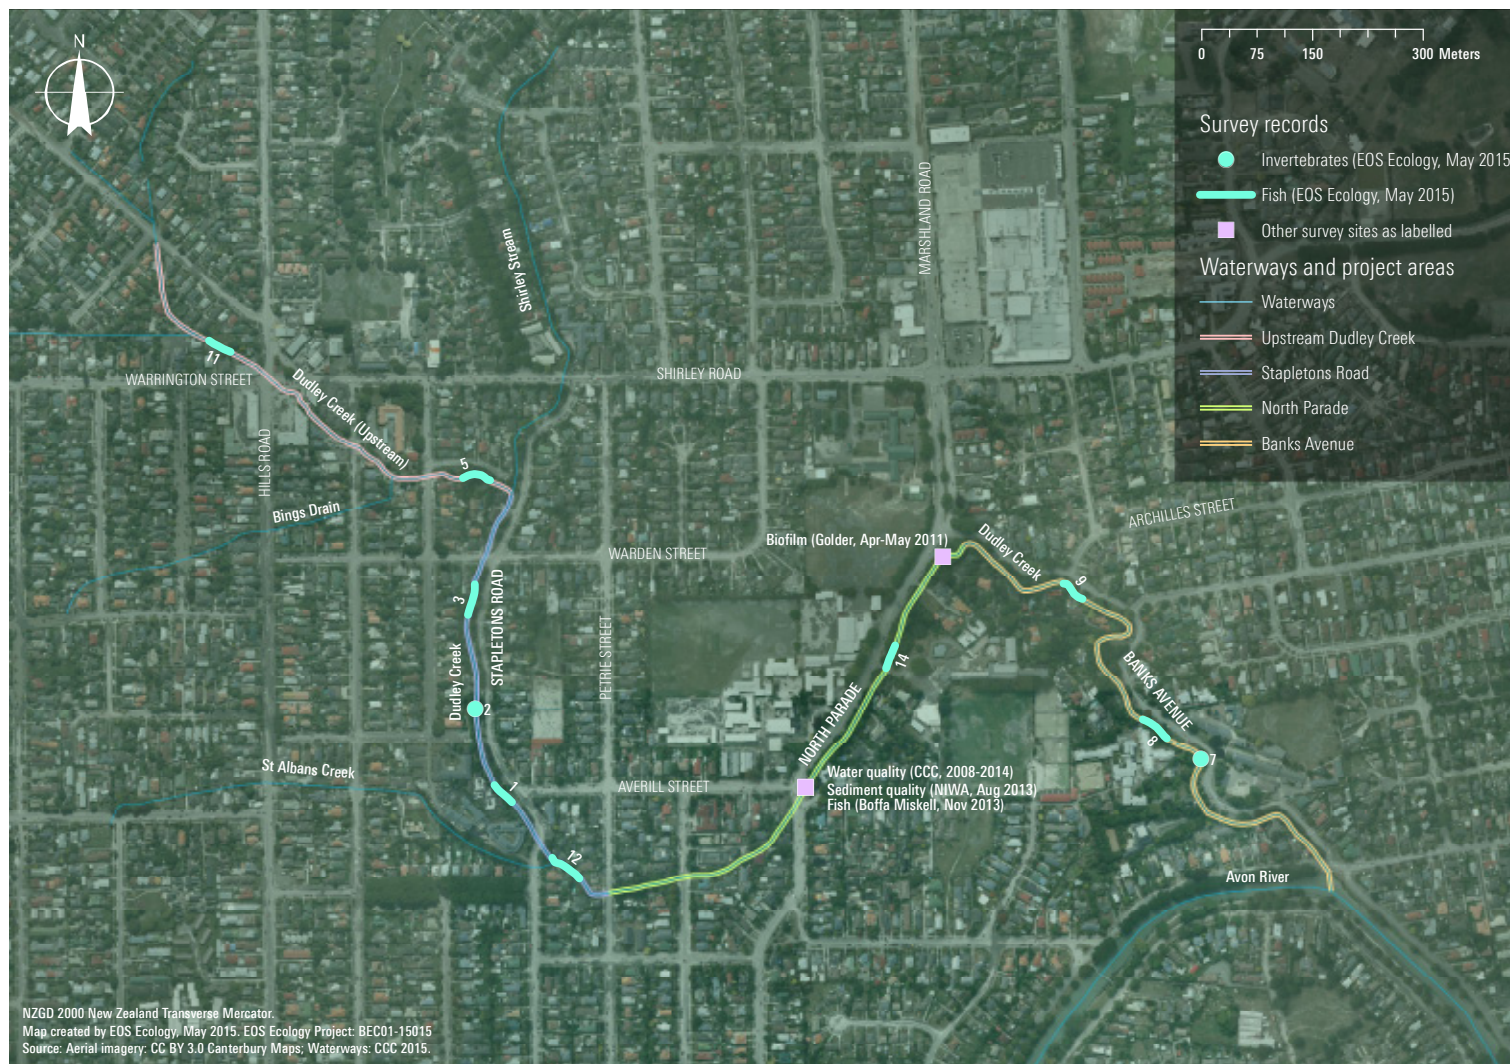 N
0 75 150 300 Meters
Survey records
Invertebrates (EOS Ecology, May 2015
Fish (EOS Ecology, May 2015)
Other survey sites as labelled
Waterways and project areas
Waterways
Upstream Dudley Creek
Stapletons Road
North Parade
Banks Avenue
MARSHLAND ROAD
Shirley Stream
11
WARRINGTON STREET
Dudley Creek (Upstream)
SHIRLEY ROAD
HILLS ROAD
5
Bings Drain
ARCHILLES STREET
Biofilm (Golder, Apr-May 2011)
Dudley Creek
WARDEN STREET
9
3
STAPLETONS ROAD
PETRIE STREET
14
Dudley Creek
2
BANKS AVENUE
NORTH PARADE
8
7
St Albans Creek
1
AVERILL STREET
Water quality (CCC, 2008-2014)
Sediment quality (NIWA, Aug 2013)
Fish (Boffa Miskell, Nov 2013)
12
Avon River
NZGD 2000 New Zealand Transverse Mercator.
Map created by EOS Ecology, May 2015. EOS Ecology Project: BEC01-15015
Source: Aerial imagery: CC BY 3.0 Canterbury Maps; Waterways: CCC 2015.